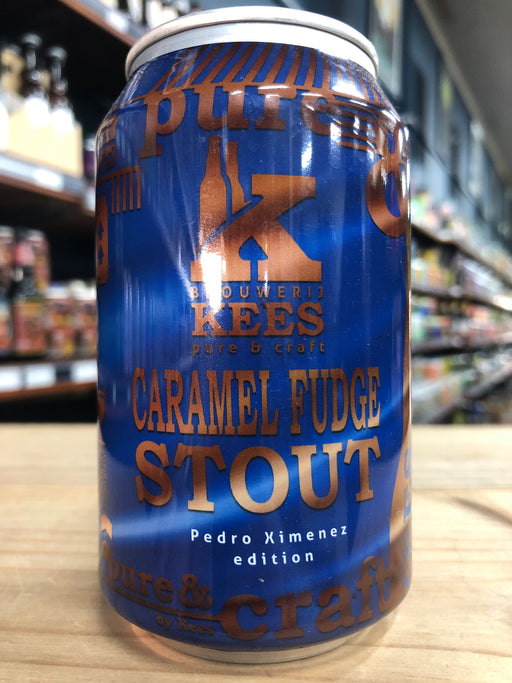 pure
BROUWERIJ
KEES
pure & craft
CARAMEL FUDGE
STOUT
Pedro Ximenez
edition
pure &
by Kees
craft